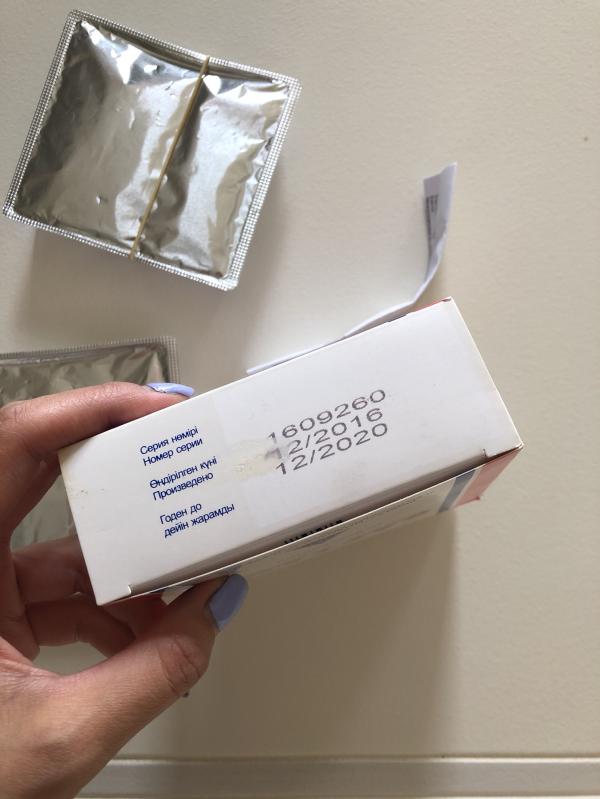 Серия нөмірі
Номер серии
Өндірілген күні
Произведено
Годен до
дейін жарамды
1609260
12/2016
12/2020